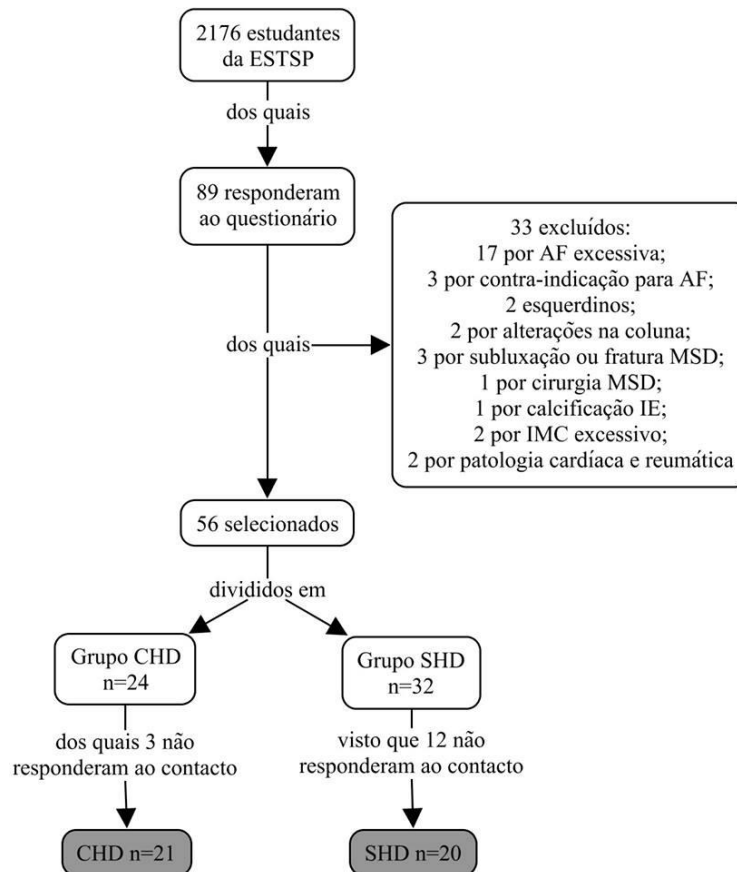 2176 estudantes
da ESTSP
dos quais
89 responderam
ao questionário
33 excluídos:
17 por AF excessiva;
3 por contra-indicação para AF;
2 esquerdinos;
2 por alterações na coluna;
3 por subluxação ou fratura MSD;
1 por cirurgia MSD;
1 por calcificação IE;
2 por IMC excessivo;
2 por patologia cardíaca e reumática
dos quais
56 selecionados
divididos em
Grupo CHD
n=24
Grupo SHD
n=32
dos quais 3 não
responderam ao contacto
visto que 12 não
responderam ao contacto
CHD n=21
SHD n=20